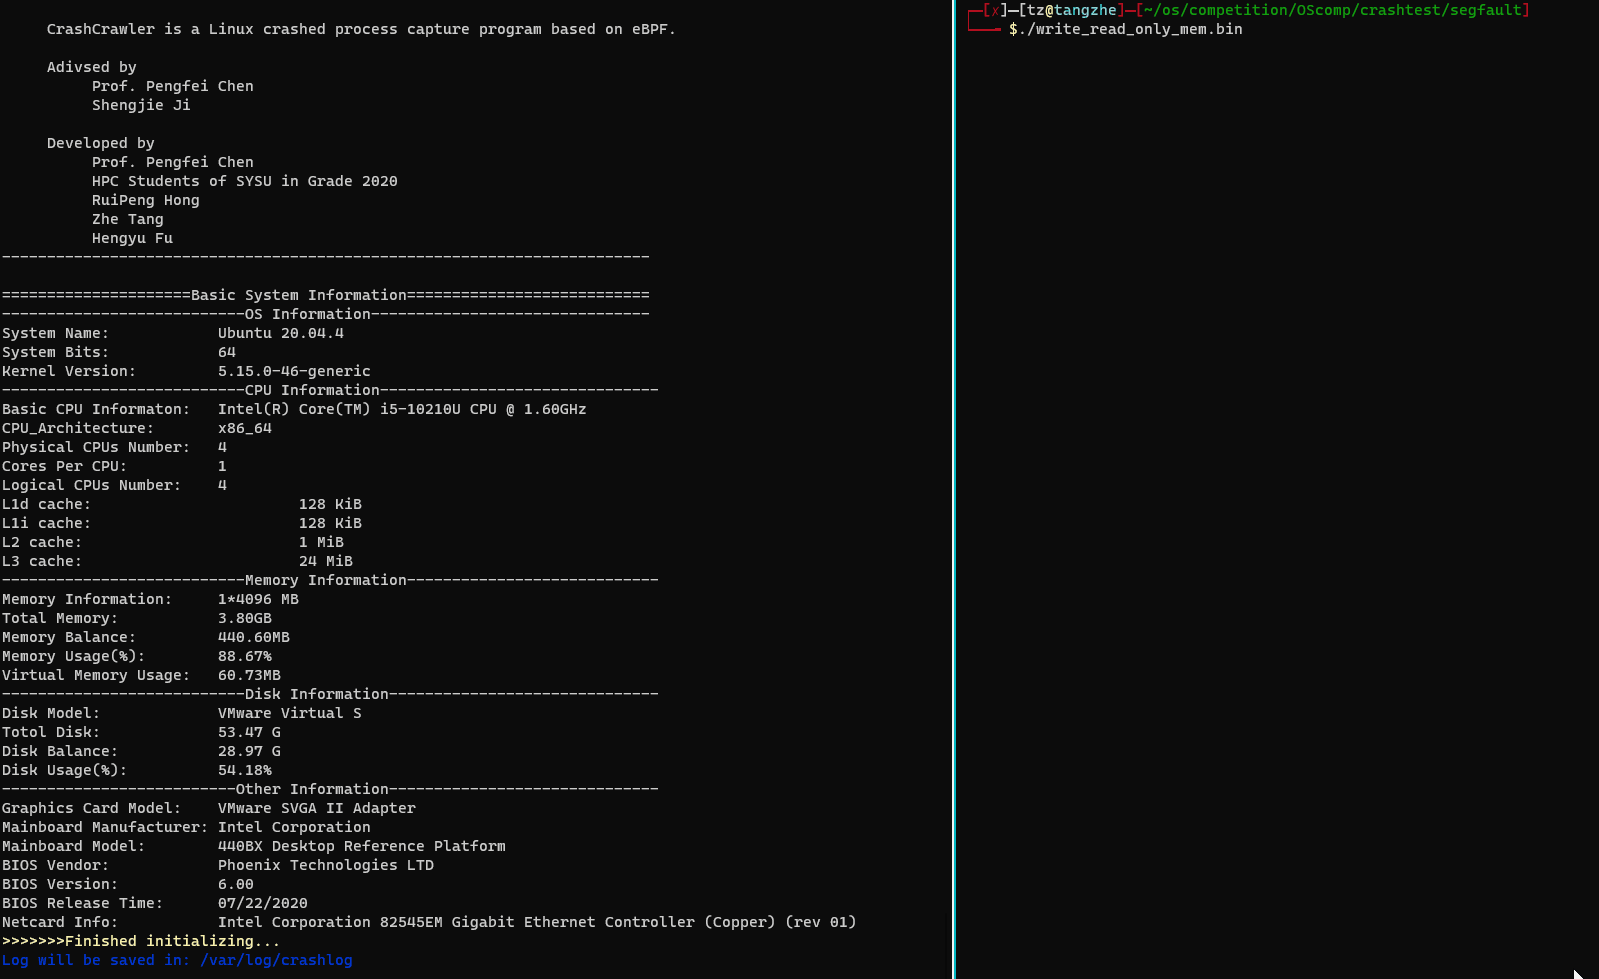 CrashCrawler is a Linux crashed process capture program based on eBPF.
Adivsed by
Prof. Pengfei Chen
Shengjie Ji
Developed by
Prof. Pengfei Chen
HPC Students of SYSU in Grade 2020
RuiPeng Hong
Zhe Tang
Hengyu Fu
------------------------------------------------------------------------
=====================Basic System Information===========================
---------------------------OS Information-------------------------------
System Name: Ubuntu 20.04.4
System Bits: 64
Kernel Version: 5.15.0-46-generic
---------------------------CPU Information-------------------------------
Basic CPU Informaton: Intel(R) Core(TM) i5-10210U CPU @ 1.60GHz
CPU_Architecture: x86_64
Physical CPUs Number: 4
Cores Per CPU: 1
Logical CPUs Number: 4
L1d cache: 128 KiB
L1i cache: 128 KiB
L2 cache: 1 MiB
L3 cache: 24 MiB
---------------------------Memory Information----------------------------
Memory Information: 1*4096 MB
Total Memory: 3.80GB
Memory Balance: 440.60MB
Memory Usage(%): 88.67%
Virtual Memory Usage: 60.73MB
---------------------------Disk Information------------------------------
Disk Model: VMware Virtual S
Totol Disk: 53.47 G
Disk Balance: 28.97 G
Disk Usage(%): 54.18%
--------------------------Other Information------------------------------
Graphics Card Model: VMware SVGA II Adapter
Mainboard Manufacturer: Intel Corporation
Mainboard Model: 440BX Desktop Reference Platform
BIOS Vendor: Phoenix Technologies LTD
BIOS Version: 6.00
BIOS Release Time: 07/22/2020
Netcard Info: Intel Corporation 82545EM Gigabit Ethernet Controller (Copper) (rev 01)
>>>>>>>Finished initializing...
Log will be saved in: /var/log/crashlog
┌─[✗]─[tz@tangzhe]─[~/os/competition/OScomp/crashtest/segfault]
└──╼ $./write_read_only_mem.bin